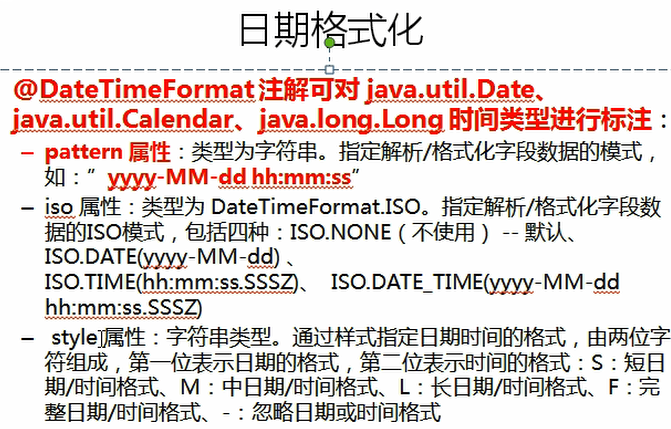 日期格式化
@DateTimeFormat 注解可对 java.util.Date、
java.util.Calendar、java.long.Long 时间类型进行标注：
– pattern 属性：类型为字符串。指定解析/格式化字段数据的模式，
如：”yyyy-MM-dd hh:mm:ss”
– iso 属性：类型为 DateTimeFormat.ISO。指定解析/格式化字段数
据的ISO模式，包括四种：ISO.NONE（不使用） -- 默认、
ISO.DATE(yyyy-MM-dd) 、
ISO.TIME(hh:mm:ss.SSSZ)、 ISO.DATE_TIME(yyyy-MM-dd
hh:mm:ss.SSSZ)
– style 属性：字符串类型。通过样式指定日期时间的格式，由两位字
符组成，第一位表示日期的格式，第二位表示时间的格式：S：短日
期/时间格式、M：中日期/时间格式、L：长日期/时间格式、F：完
整日期/时间格式、-：忽略日期或时间格式